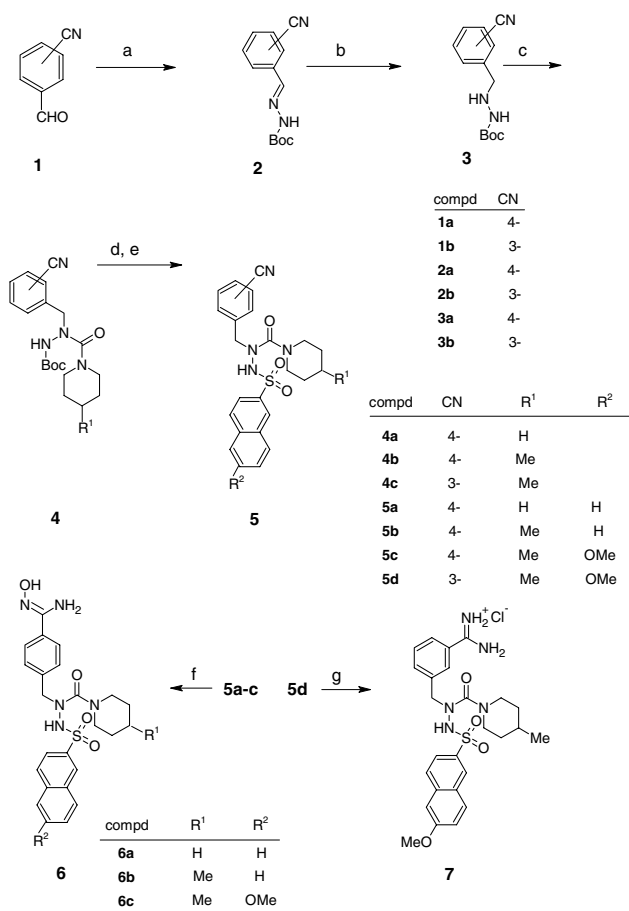 CN
CHO
1
a
CN
N
NH
Boc
2
b
CN
HN
NH
Boc
3
c
compd CN
1a 4-
1b 3-
2a 4-
2b 3-
3a 4-
3b 3-
CN
N
O
NH
Boc
N
R1
4
d, e
CN
O
N
N
HN
O
S
O
R1
R2
5
compd CN R1 R2
4a 4- H
4b 4- Me
4c 3- Me
5a 4- H H
5b 4- Me H
5c 4- Me OMe
5d 3- Me OMe
OH
N
NH2
O
N
N
HN
O
S
O
R1
R2
6
f
5a-c
5d
g
NH2+Cl-
NH2
O
N
N
HN
O
S
O
Me
MeO
7
compd R1 R2
6a H H
6b Me H
6c Me OMe